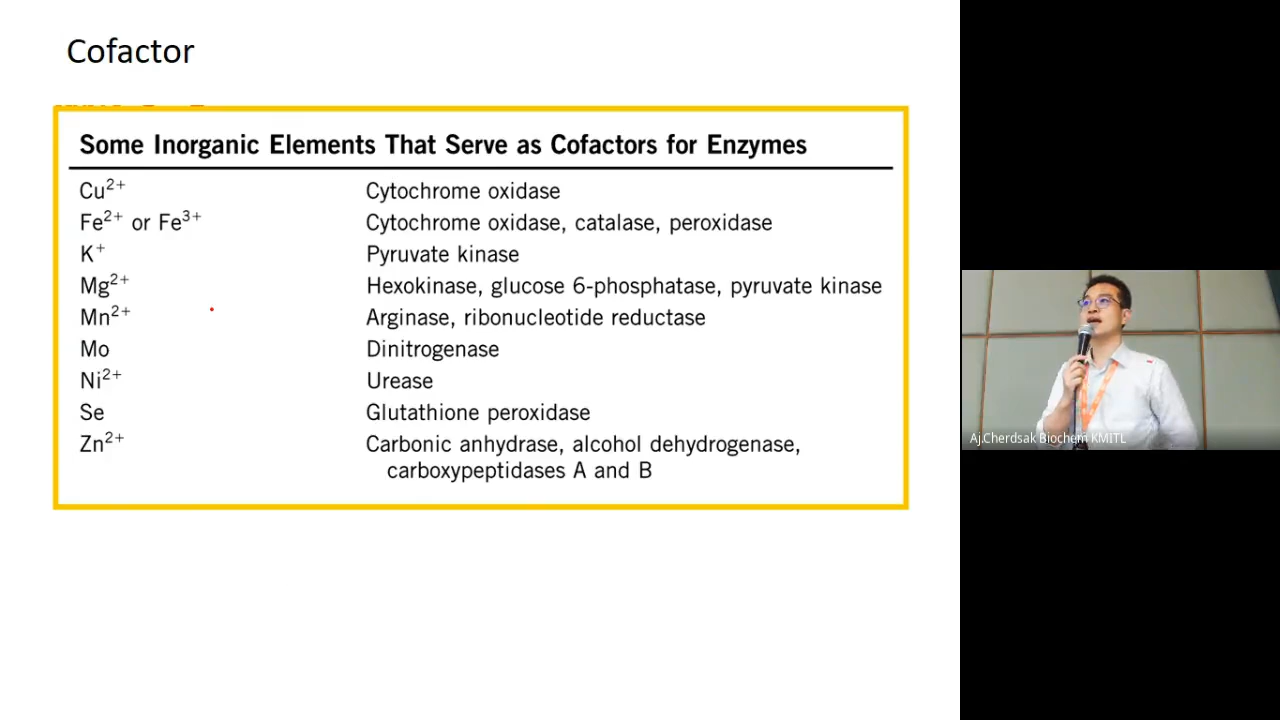 Cofactor
Some Inorganic Elements That Serve as Cofactors for Enzymes
Cu²⁺ Cytochrome oxidase
Fe²⁺ or Fe³⁺ Cytochrome oxidase, catalase, peroxidase
K⁺ Pyruvate kinase
Mg²⁺ Hexokinase, glucose 6-phosphatase, pyruvate kinase
Mn²⁺ Arginase, ribonucleotide reductase
Mo Dinitrogenase
Ni²⁺ Urease
Se Glutathione peroxidase
Zn²⁺ Carbonic anhydrase, alcohol dehydrogenase,
carboxypeptidases A and B
Aj.Cherdsak Biochem KMITL